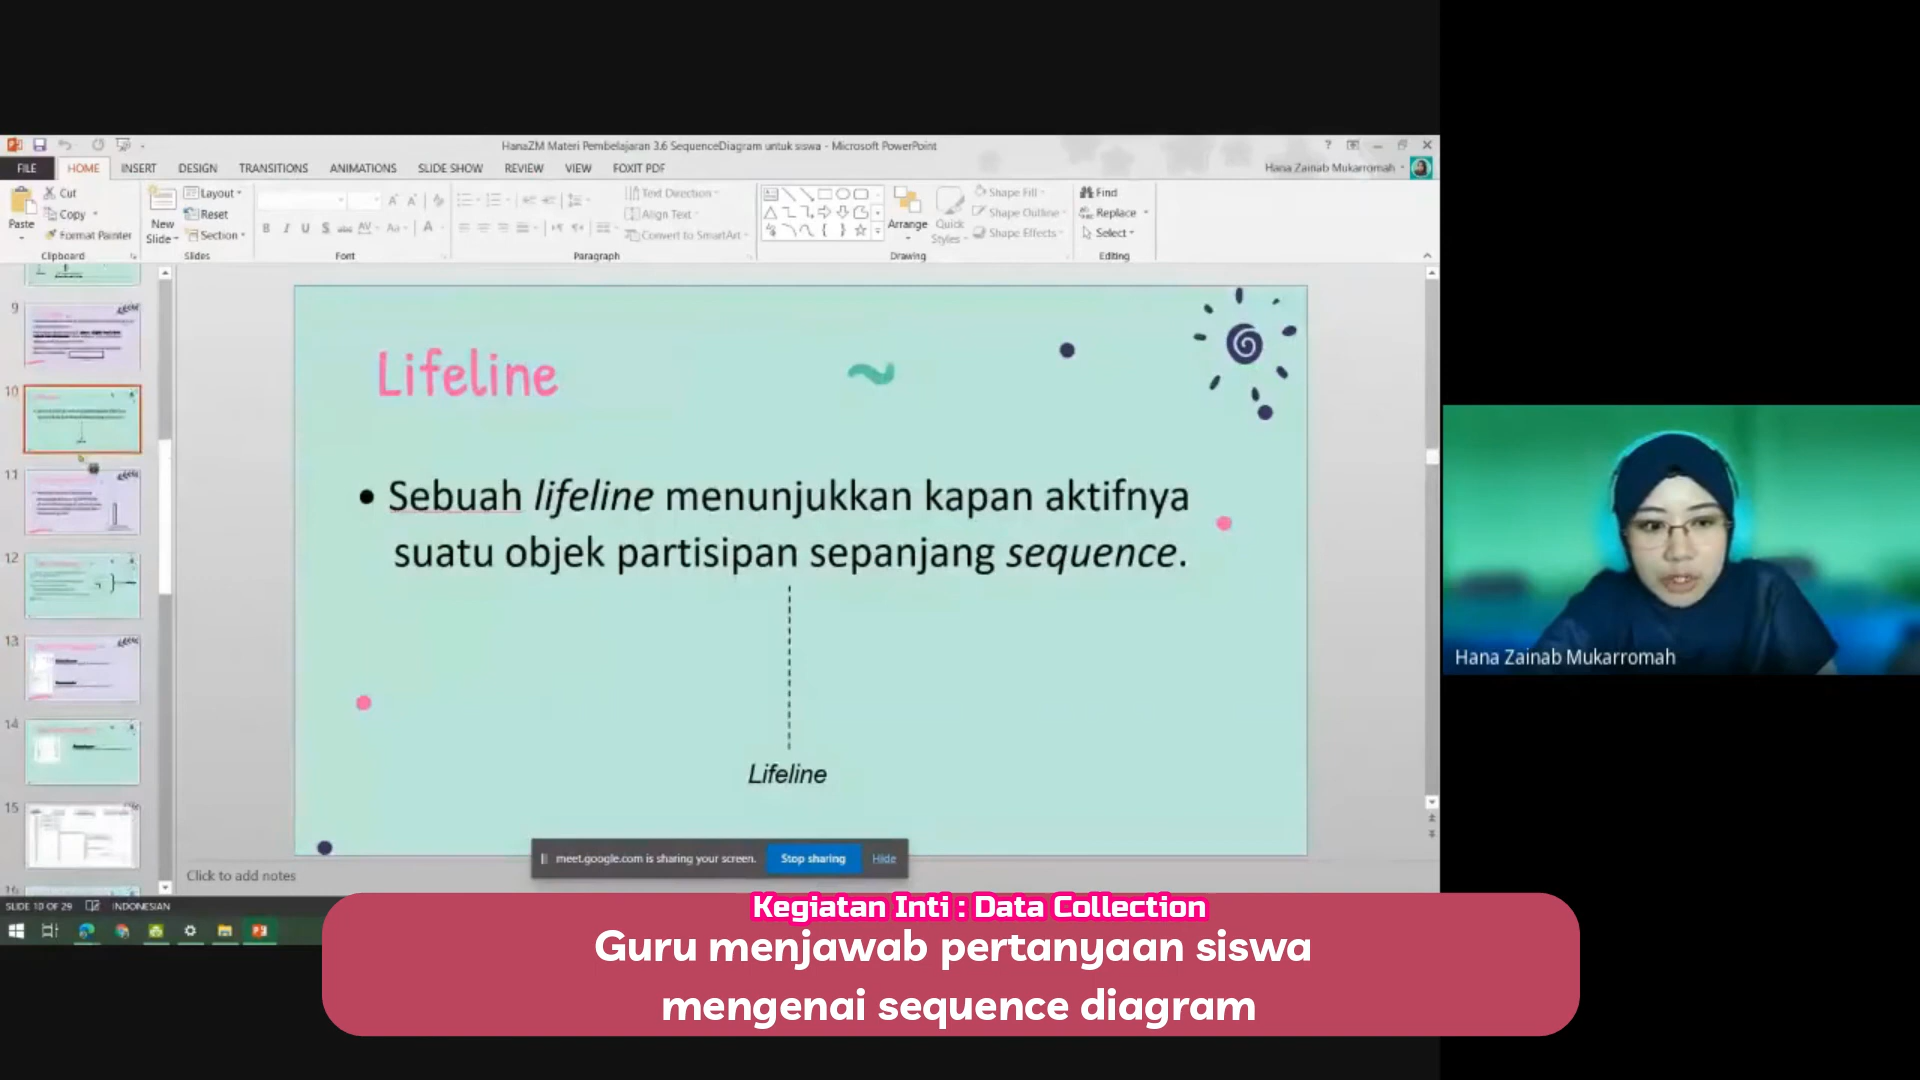 HanaZM Materi Pembelajaran 3.6 SequenceDiagram untuk siswa - Microsoft PowerPoint
FILE HOME INSERT DESIGN TRANSITIONS ANIMATIONS SLIDE SHOW REVIEW VIEW FOXIT PDF
Hana Zainab Mukarromah
Paste
Cut
Copy
Format Painter
Clipboard
New
Slide
Layout
Reset
Section
Slides
Font
Text Direction
Align Text
Convert to SmartArt
Paragraph
Arrange
Quick
Styles
Shape Fill
Shape Outline
Shape Effects
Drawing
Find
Replace
Select
Editing
9
10
11
12
13
14
15
16
Lifeline
• Sebuah lifeline menunjukkan kapan aktifnya
suatu objek partisipan sepanjang sequence.
Lifeline
meet.google.com is sharing your screen. Stop sharing Hide
Click to add notes
SLIDE 10 OF 29 INDONESIAN
Hana Zainab Mukarromah
Kegiatan Inti : Data Collection
Guru menjawab pertanyaan siswa
mengenai sequence diagram